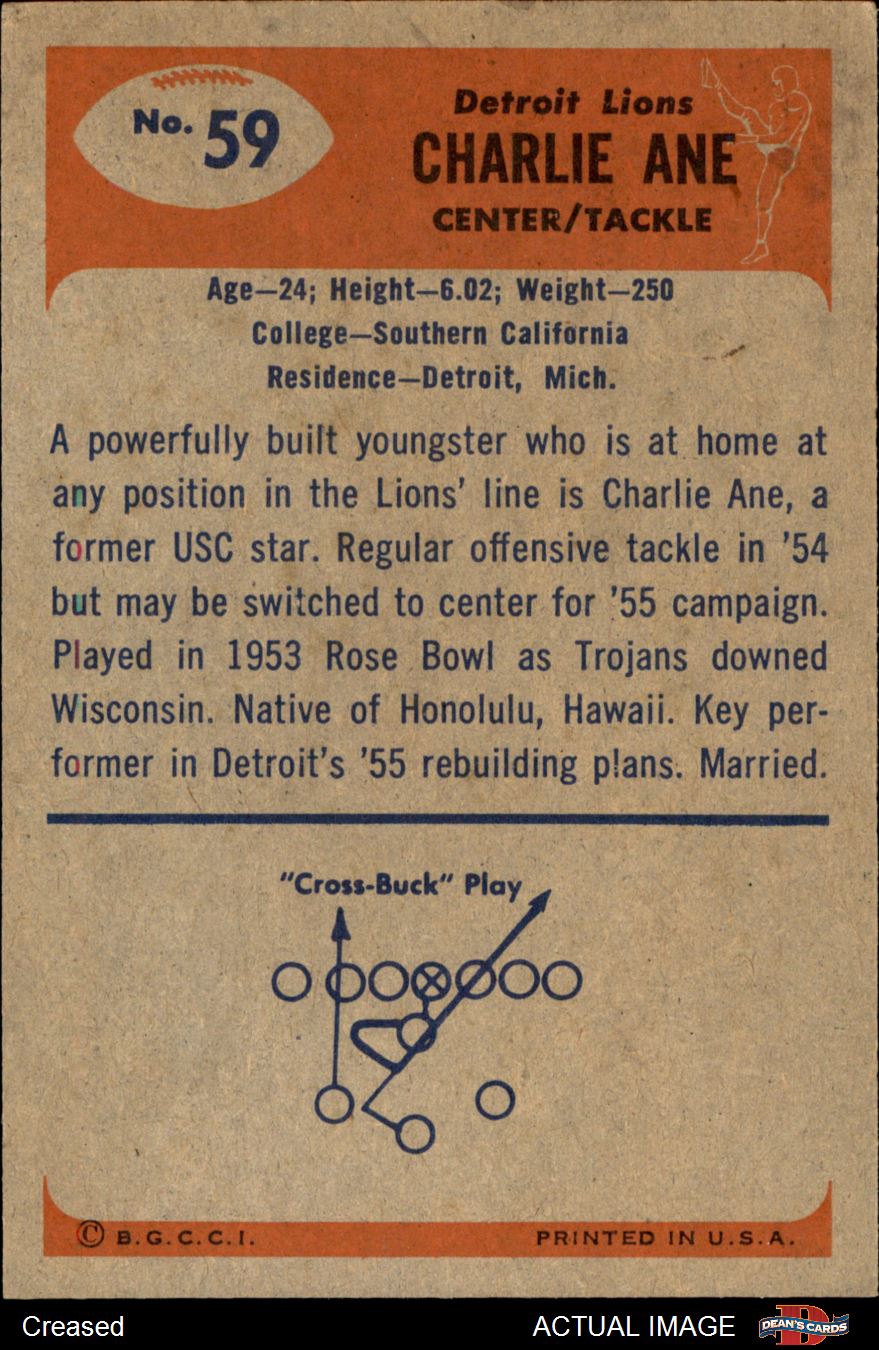 No. 59
Detroit Lions
CHARLIE ANE
CENTER/TACKLE
Age—24; Height—6.02; Weight—250
College—Southern California
Residence—Detroit, Mich.
A powerfully built youngster who is at home at
any position in the Lions' line is Charlie Ane, a
former USC star. Regular offensive tackle in '54
but may be switched to center for '55 campaign.
Played in 1953 Rose Bowl as Trojans downed
Wisconsin. Native of Honolulu, Hawaii. Key per-
former in Detroit's '55 rebuilding plans. Married.
"Cross-Buck" Play
© B.G.C.C.I. PRINTED IN U.S.A.
Creased ACTUAL IMAGE DEAN'S CARDS